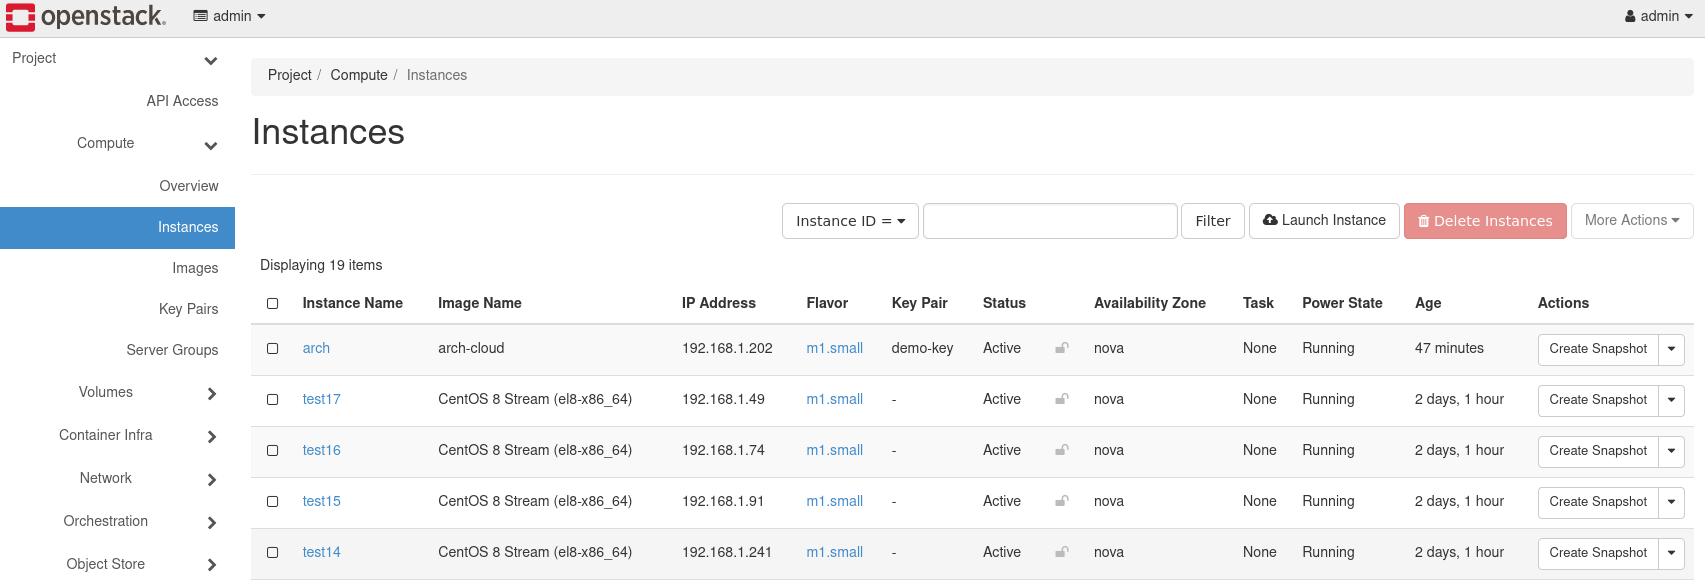 openstack. admin admin
Project
API Access
Compute
Overview
Instances
Images
Key Pairs
Server Groups
Volumes
Container Infra
Network
Orchestration
Object Store
Project / Compute / Instances
Instances
Instance ID = Filter Launch Instance Delete Instances More Actions
Displaying 19 items
Instance Name Image Name IP Address Flavor Key Pair Status Availability Zone Task Power State Age Actions
arch arch-cloud 192.168.1.202 m1.small demo-key Active nova None Running 47 minutes Create Snapshot
test17 CentOS 8 Stream (el8-x86_64) 192.168.1.49 m1.small - Active nova None Running 2 days, 1 hour Create Snapshot
test16 CentOS 8 Stream (el8-x86_64) 192.168.1.74 m1.small - Active nova None Running 2 days, 1 hour Create Snapshot
test15 CentOS 8 Stream (el8-x86_64) 192.168.1.91 m1.small - Active nova None Running 2 days, 1 hour Create Snapshot
test14 CentOS 8 Stream (el8-x86_64) 192.168.1.241 m1.small - Active nova None Running 2 days, 1 hour Create Snapshot